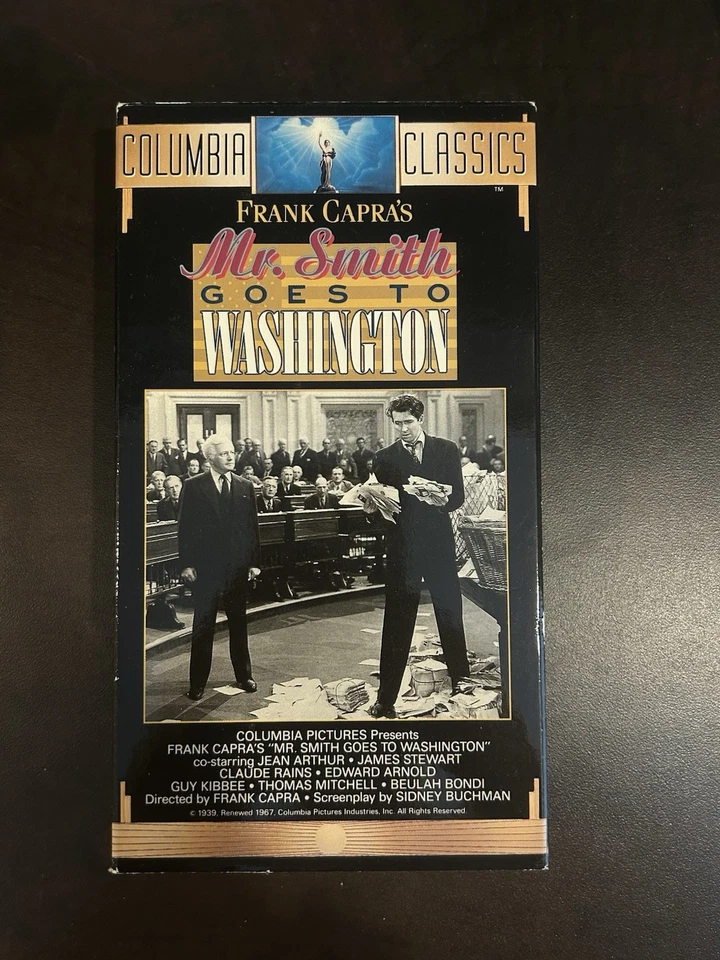 COLUMBIA CLASSICS
TM
FRANK CAPRA'S
Mr. Smith
GOES TO
WASHINGTON
COLUMBIA PICTURES Presents
FRANK CAPRA'S "MR. SMITH GOES TO WASHINGTON"
co-starring JEAN ARTHUR • JAMES STEWART
CLAUDE RAINS • EDWARD ARNOLD
GUY KIBBEE • THOMAS MITCHELL • BEULAH BONDI
Directed by FRANK CAPRA • Screenplay by SIDNEY BUCHMAN
© 1939, Renewed 1967, Columbia Pictures Industries, Inc. All Rights Reserved.